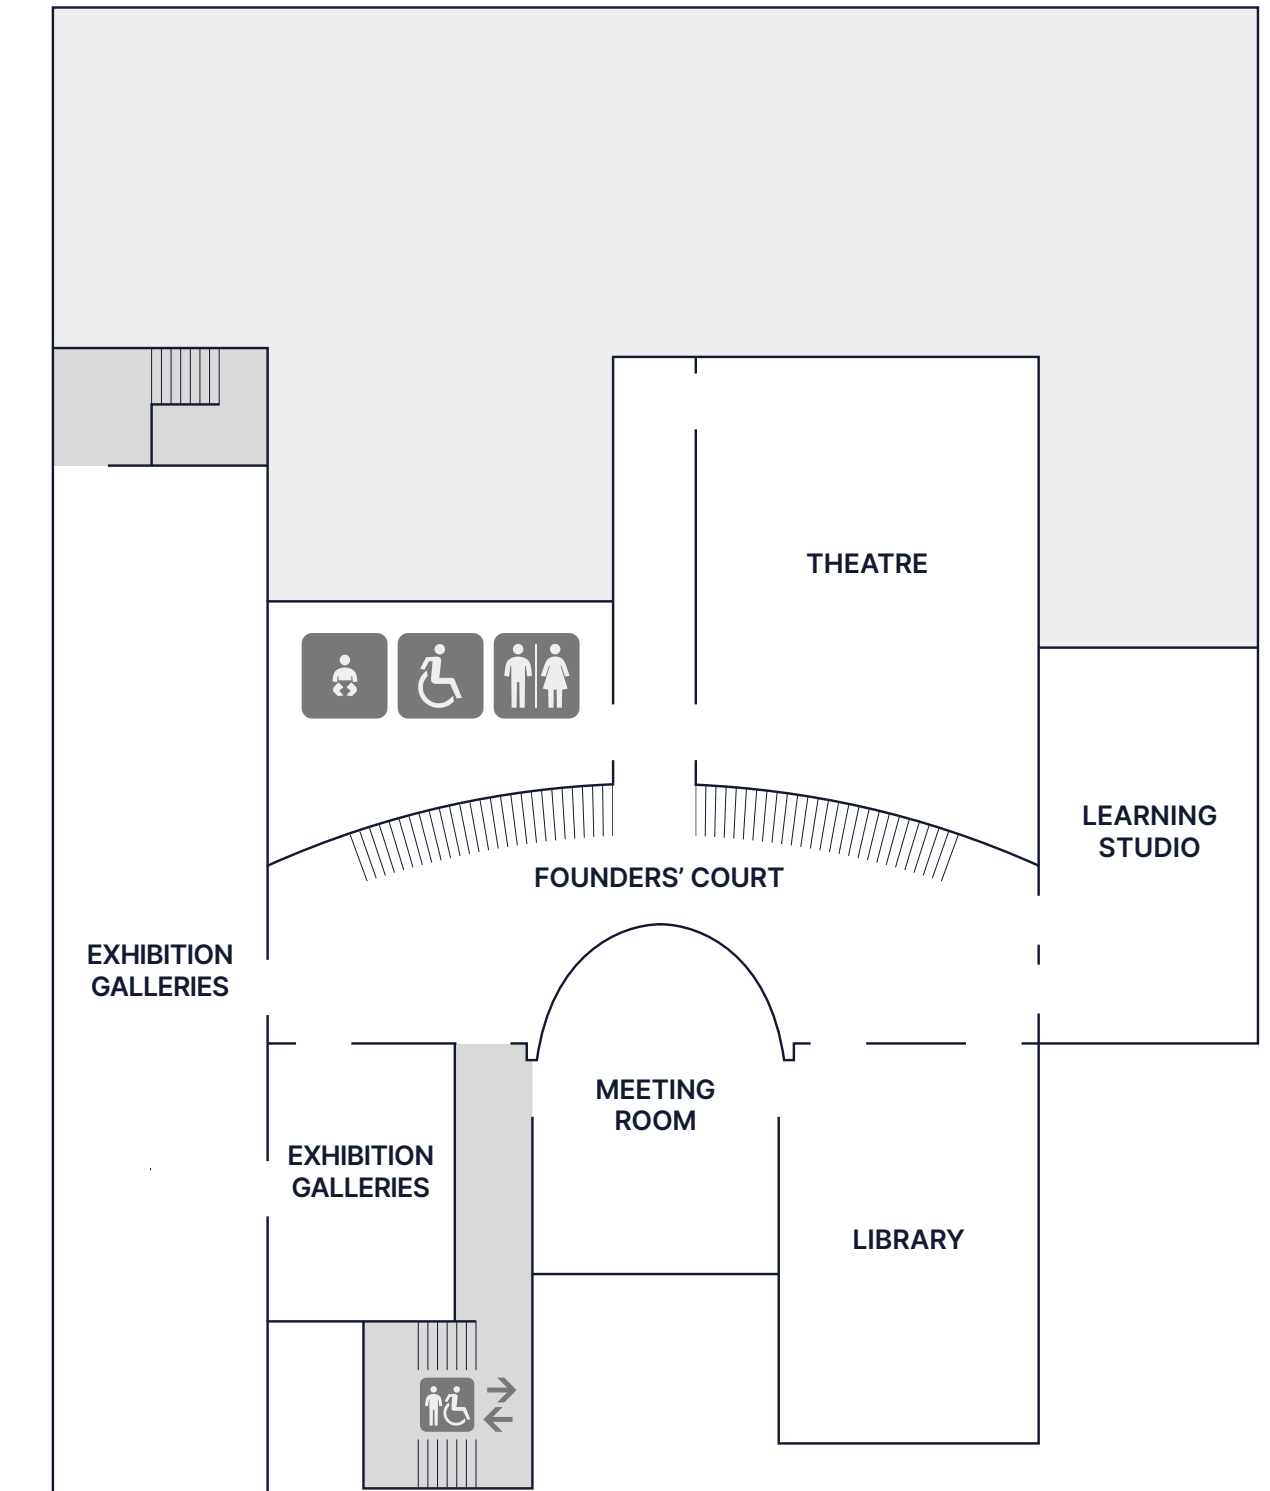 THEATRE
LEARNING
STUDIO
FOUNDERS’ COURT
EXHIBITION
GALLERIES
MEETING
ROOM
EXHIBITION
GALLERIES
LIBRARY